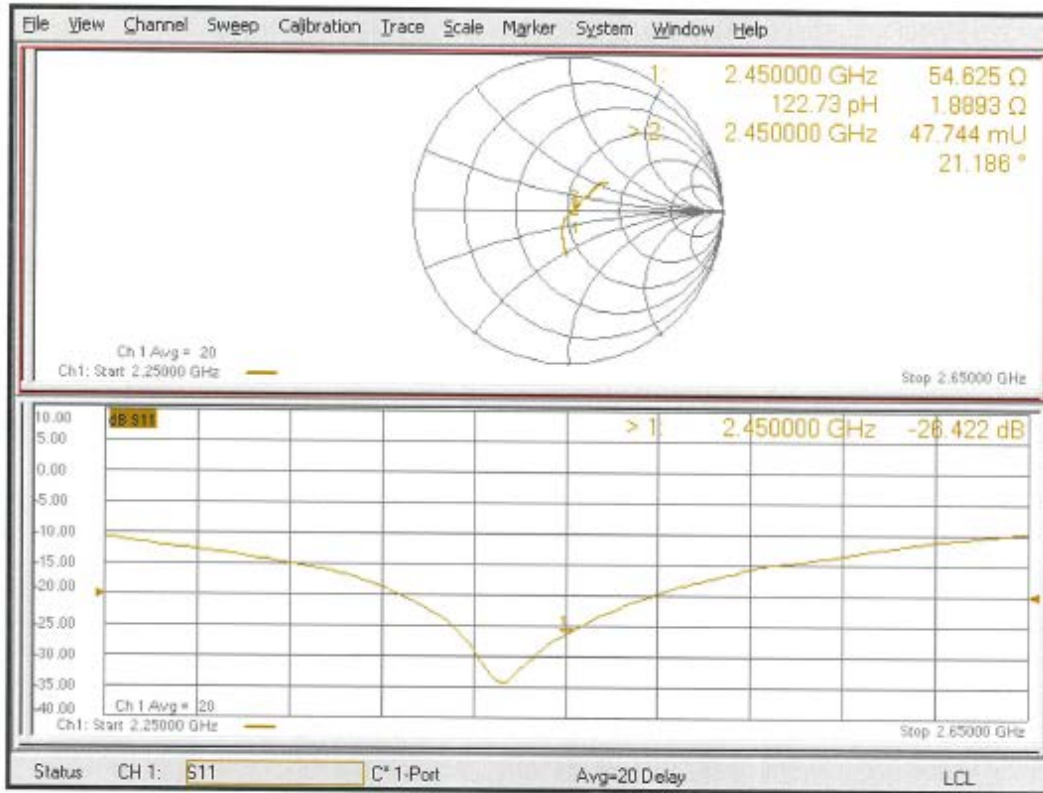 File View Channel Sweep Calibration Trace Scale Marker System Window Help
1: 2.450000 GHz 54.625 Ω
122.73 pH 1.8893 Ω
> 2: 2.450000 GHz 47.744 mU
21.186 °
Ch 1 Avg = 20
Ch1: Start 2.25000 GHz
Stop 2.65000 GHz
10.00
dB S11
> 1: 2.450000 GHz -26.422 dB
5.00
0.00
-5.00
-10.00
-15.00
-20.00
-25.00
1
-30.00
-35.00
-40.00
Ch 1 Avg = 20
Ch1: Start 2.25000 GHz
Stop 2.65000 GHz
Status CH 1: S11 C* 1-Port Avg=20 Delay LCL